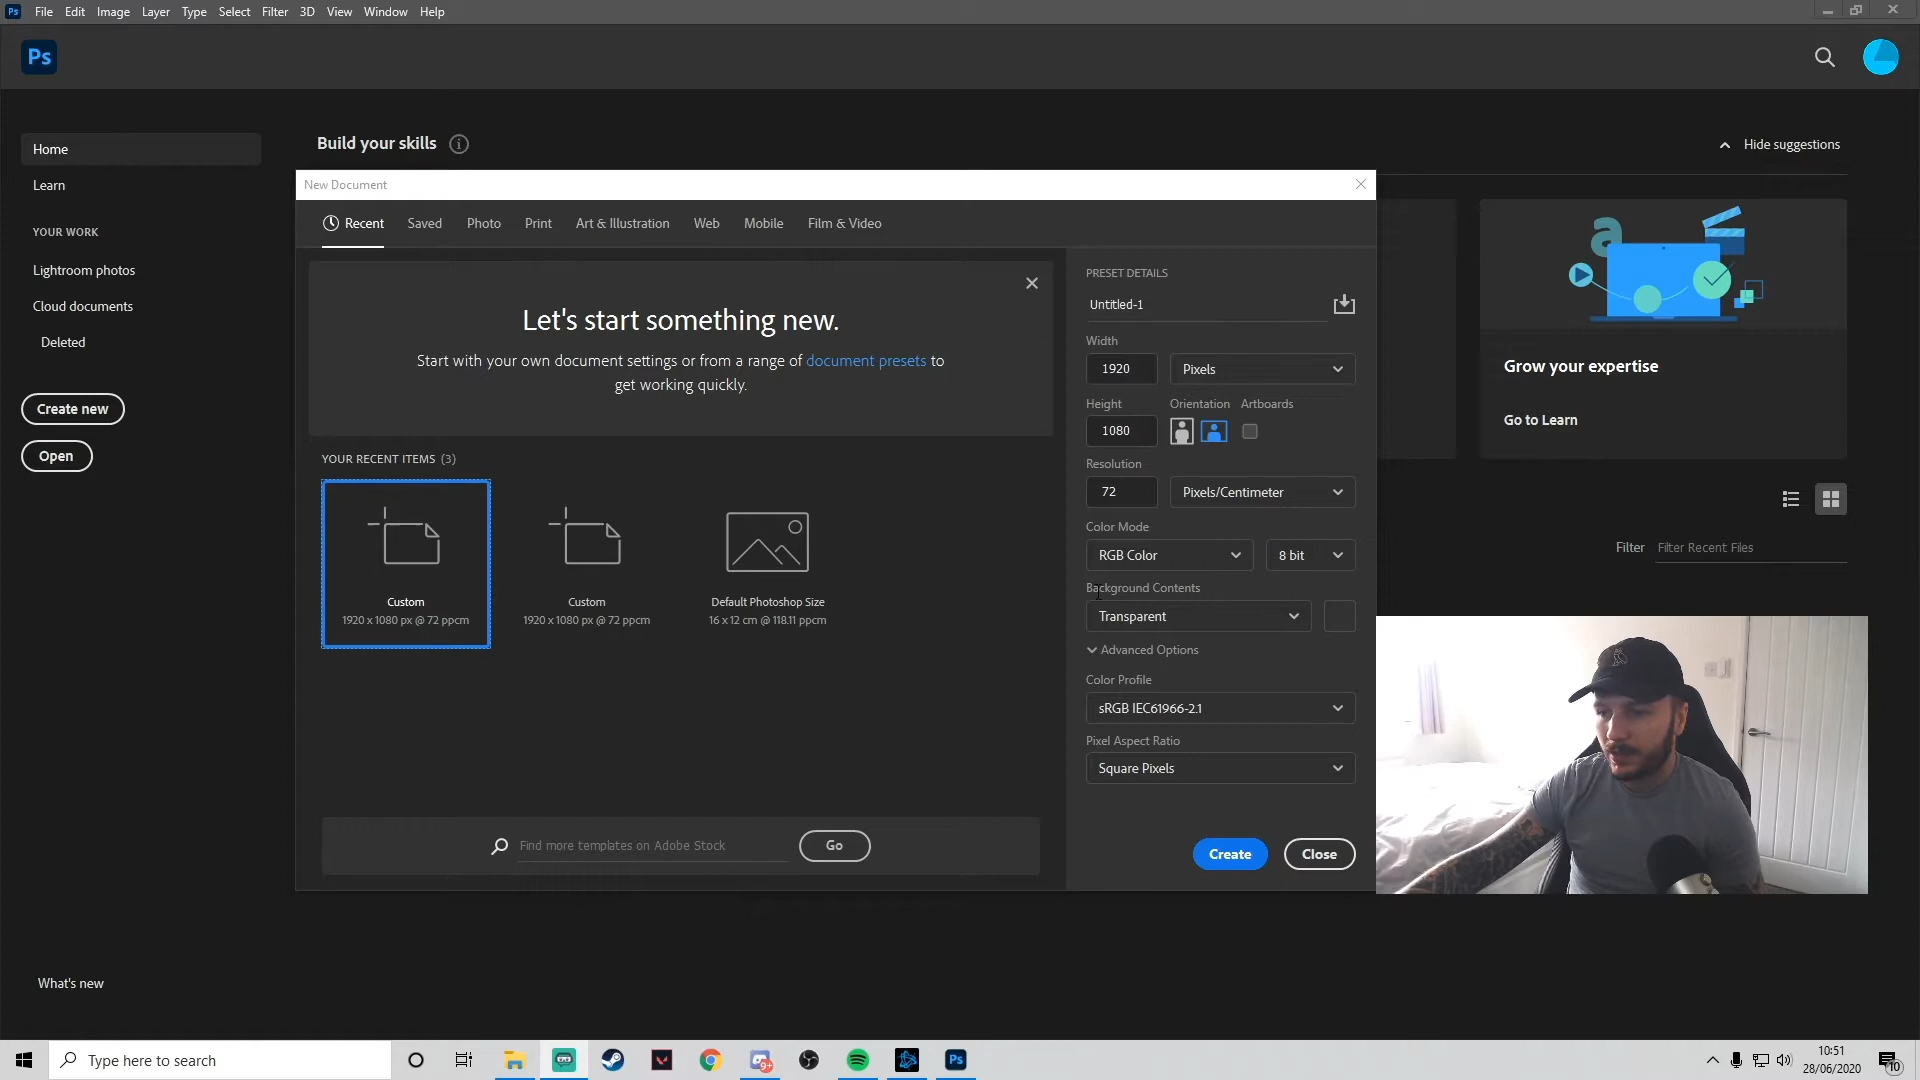 Ps File Edit Image Layer Type Select Filter 3D View Window Help
Ps
Home
Learn
YOUR WORK
Lightroom photos
Cloud documents
Deleted
Create new
Open
What's new
Build your skills
Hide suggestions
New Document
Recent Saved Photo Print Art & Illustration Web Mobile Film & Video
Let's start something new.
Start with your own document settings or from a range of document presets to
get working quickly.
YOUR RECENT ITEMS (3)
Custom
1920 x 1080 px @ 72 ppcm
Custom
1920 x 1080 px @ 72 ppcm
Default Photoshop Size
16 x 12 cm @ 118.11 ppcm
Find more templates on Adobe Stock
Go
PRESET DETAILS
Untitled-1
Width
1920 Pixels
Height Orientation Artboards
1080
Resolution
72 Pixels/Centimeter
Color Mode
RGB Color 8 bit
Background Contents
Transparent
Advanced Options
Color Profile
sRGB IEC61966-2.1
Pixel Aspect Ratio
Square Pixels
Create Close
a
Grow your expertise
Go to Learn
Filter Filter Recent Files
Type here to search
9+
Ps
10:51
28/06/2020
10